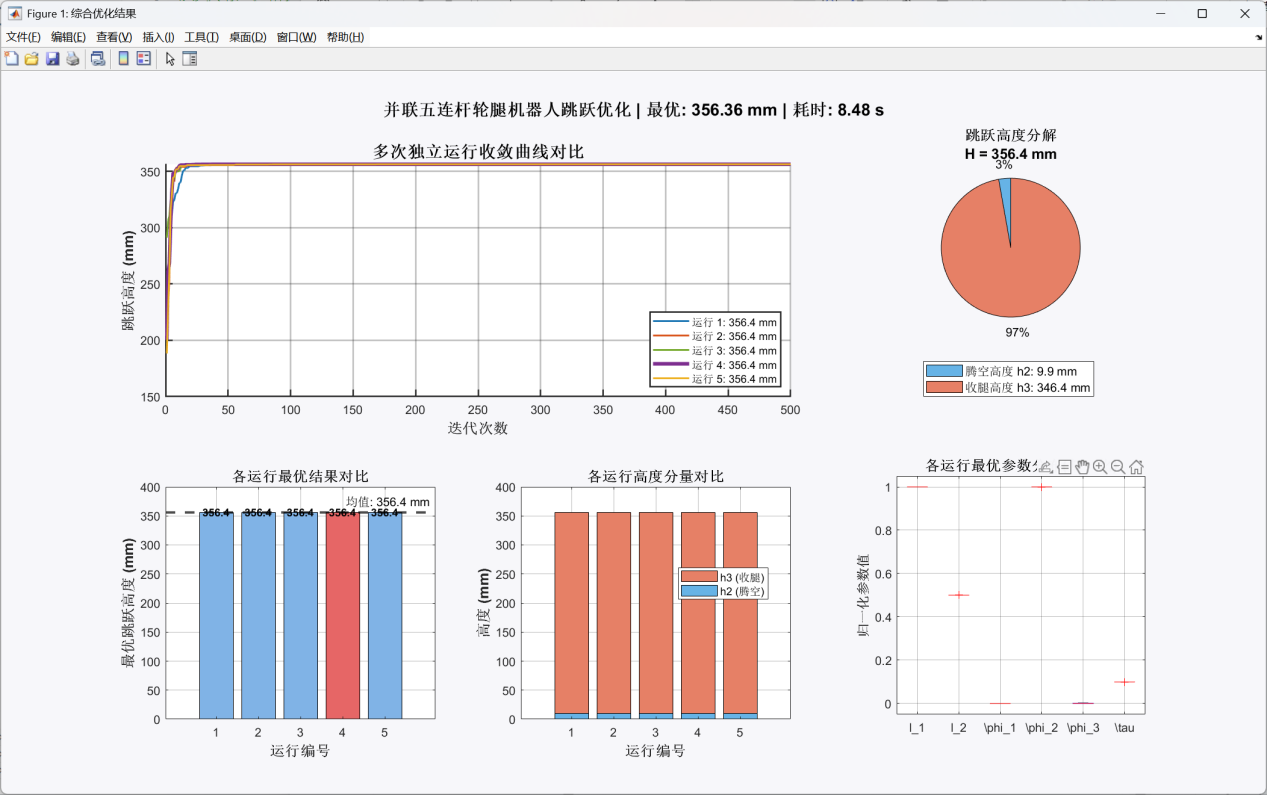 Figure 1: 综合优化结果
文件(F) 编辑(E) 查看(V) 插入(I) 工具(T) 桌面(D) 窗口(W) 帮助(H)
并联五连杆轮腿机器人跳跃优化 | 最优: 356.36 mm | 耗时: 8.48 s
多次独立运行收敛曲线对比
350
300
250
200
150
0 50 100 150 200 250 300 350 400 450 500
跳跃高度 (mm)
迭代次数
运行 1: 356.4 mm
运行 2: 356.4 mm
运行 3: 356.4 mm
运行 4: 356.4 mm
运行 5: 356.4 mm
跳跃高度分解
H = 356.4 mm
3%
97%
腾空高度 h2: 9.9 mm
收腿高度 h3: 346.4 mm
各运行最优结果对比
400
350
300
250
200
150
100
50
0
均值: 356.4 mm
356.4 356.4 356.4 356.4 356.4
1 2 3 4 5
最优跳跃高度 (mm)
运行编号
各运行高度分量对比
400
350
300
250
200
150
100
50
0
h3 (收腿)
h2 (腾空)
1 2 3 4 5
高度 (mm)
运行编号
各运行最优参数
1
0.8
0.6
0.4
0.2
0
归一化参数值
l_1 l_2 \phi_1 \phi_2 \phi_3 \tau